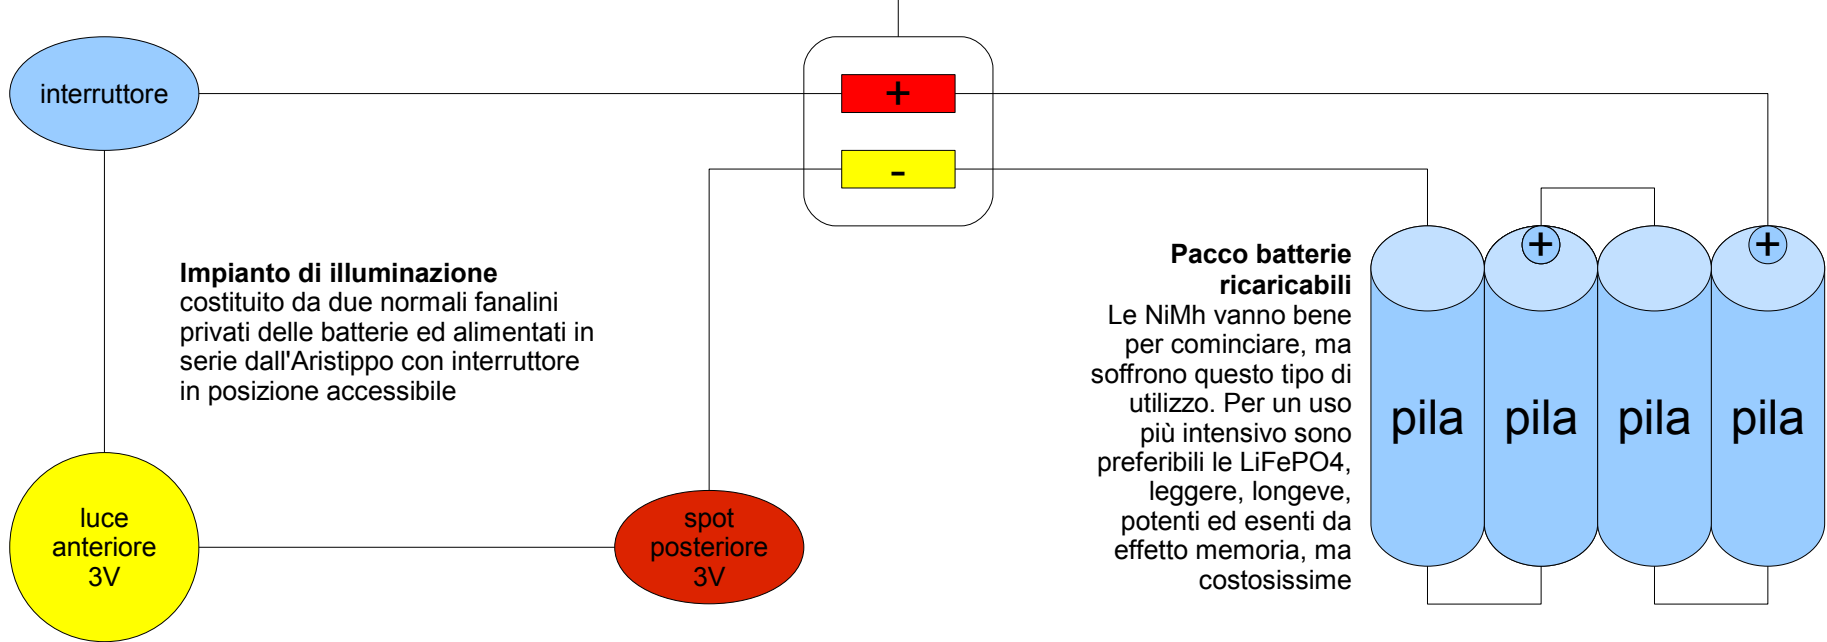 interruttore
+
-
Impianto di illuminazione
costituito da due normali fanalini
privati delle batterie ed alimentati in
serie dall'Aristippo con interruttore
in posizione accessibile
luce
anteriore
3V
spot
posteriore
3V
Pacco batterie
ricaricabili
Le NiMh vanno bene
per cominciare, ma
soffrono questo tipo di
utilizzo. Per un uso
più intensivo sono
preferibili le LiFePO4,
leggere, longeve,
potenti ed esenti da
effetto memoria, ma
costosissime
+
+
pila
pila
pila
pila